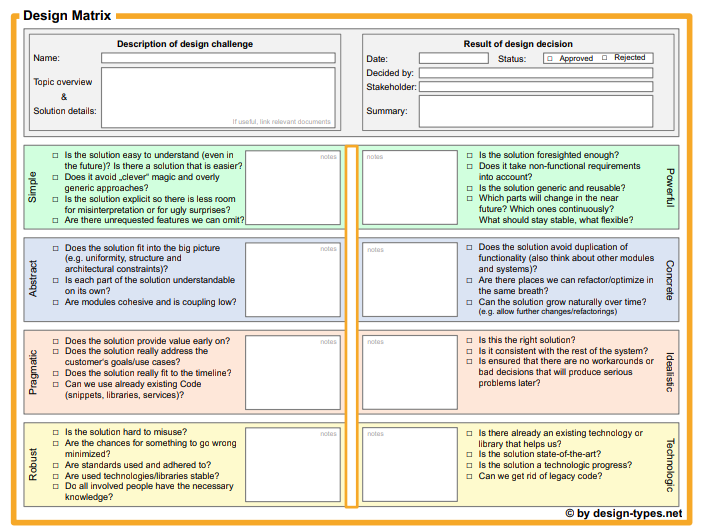 Design Matrix
Description of design challenge
Name:
Topic overview
&
Solution details:
If useful, link relevant documents
Result of design decision
Date:
Status:
☐ Approved ☐ Rejected
Decided by:
Stakeholder:
Summary:
Simple
☐ Is the solution easy to understand (even in
the future)? Is there a solution that is easier?
☐ Does it avoid „clever“ magic and overly
generic approaches?
☐ Is the solution explicit so there is less room
for misinterpretation or for ugly surprises?
☐ Are there unrequested features we can omit?
notes
notes
☐ Is the solution foresighted enough?
☐ Does it take non-functional requirements
into account?
☐ Is the solution generic and reusable?
☐ Which parts will change in the near
future? Which ones continuously?
What should stay stable, what flexible?
Powerful
Abstract
☐ Does the solution fit into the big picture
(e.g. uniformity, structure and
architectural constraints)?
☐ Is each part of the solution understandable
on its own?
☐ Are modules cohesive and is coupling low?
notes
notes
☐ Does the solution avoid duplication of
functionality (also think about other modules
and systems)?
☐ Are there places we can refactor/optimize in
the same breath?
☐ Can the solution grow naturally over time?
(e.g. allow further changes/refactorings)
Concrete
Pragmatic
☐ Does the solution provide value early on?
☐ Does the solution really address the
customer's goals/use cases?
☐ Does the solution really fit to the timeline?
☐ Can we use already existing Code
(snippets, libraries, services)?
notes
notes
☐ Is this the right solution?
☐ Is it consistent with the rest of the system?
☐ Is ensured that there are no workarounds or
bad decisions that will produce serious
problems later?
Idealistic
Robust
☐ Is the solution hard to misuse?
☐ Are the chances for something to go wrong
minimized?
☐ Are standards used and adhered to?
☐ Are used technologies/libraries stable?
☐ Do all involved people have the necessary
knowledge?
notes
notes
☐ Is there already an existing technology or
library that helps us?
☐ Is the solution state-of-the-art?
☐ Is the solution a technologic progress?
☐ Can we get rid of legacy code?
Technologic
© by design-types.net